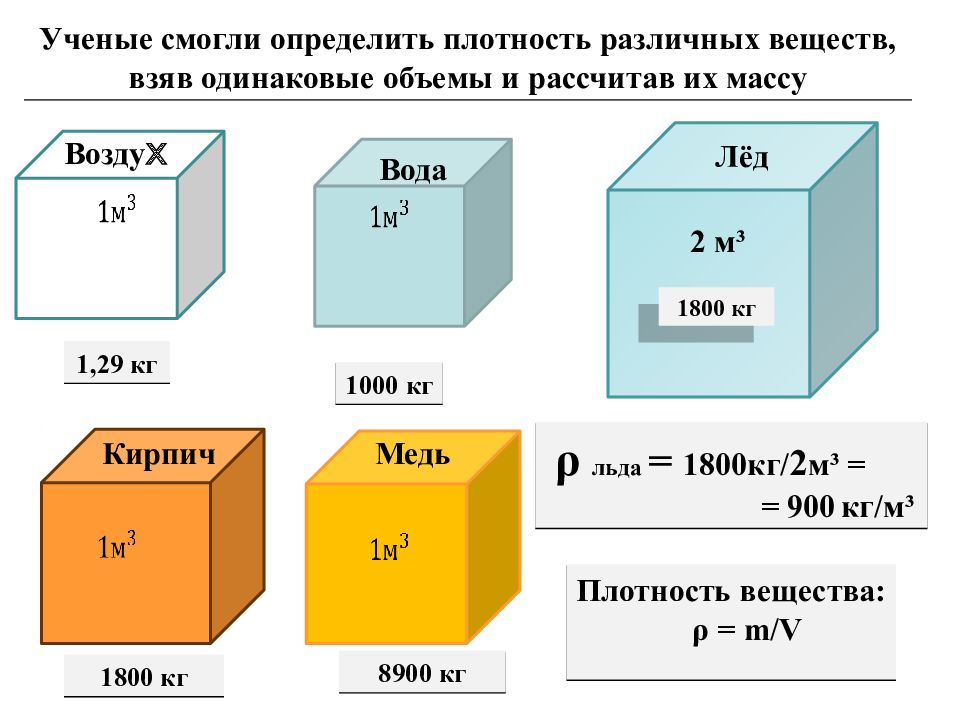 Ученые смогли определить плотность различных веществ,
взяв одинаковые объемы и рассчитав их массу
Воздух
1м³
1,29 кг
Вода
1м³
1000 кг
Лёд
2 м³
1800 кг
Кирпич
1м³
1800 кг
Медь
1м³
8900 кг
ρ льда = 1800кг/2м³ =
= 900 кг/м³
Плотность вещества:
ρ = m/V